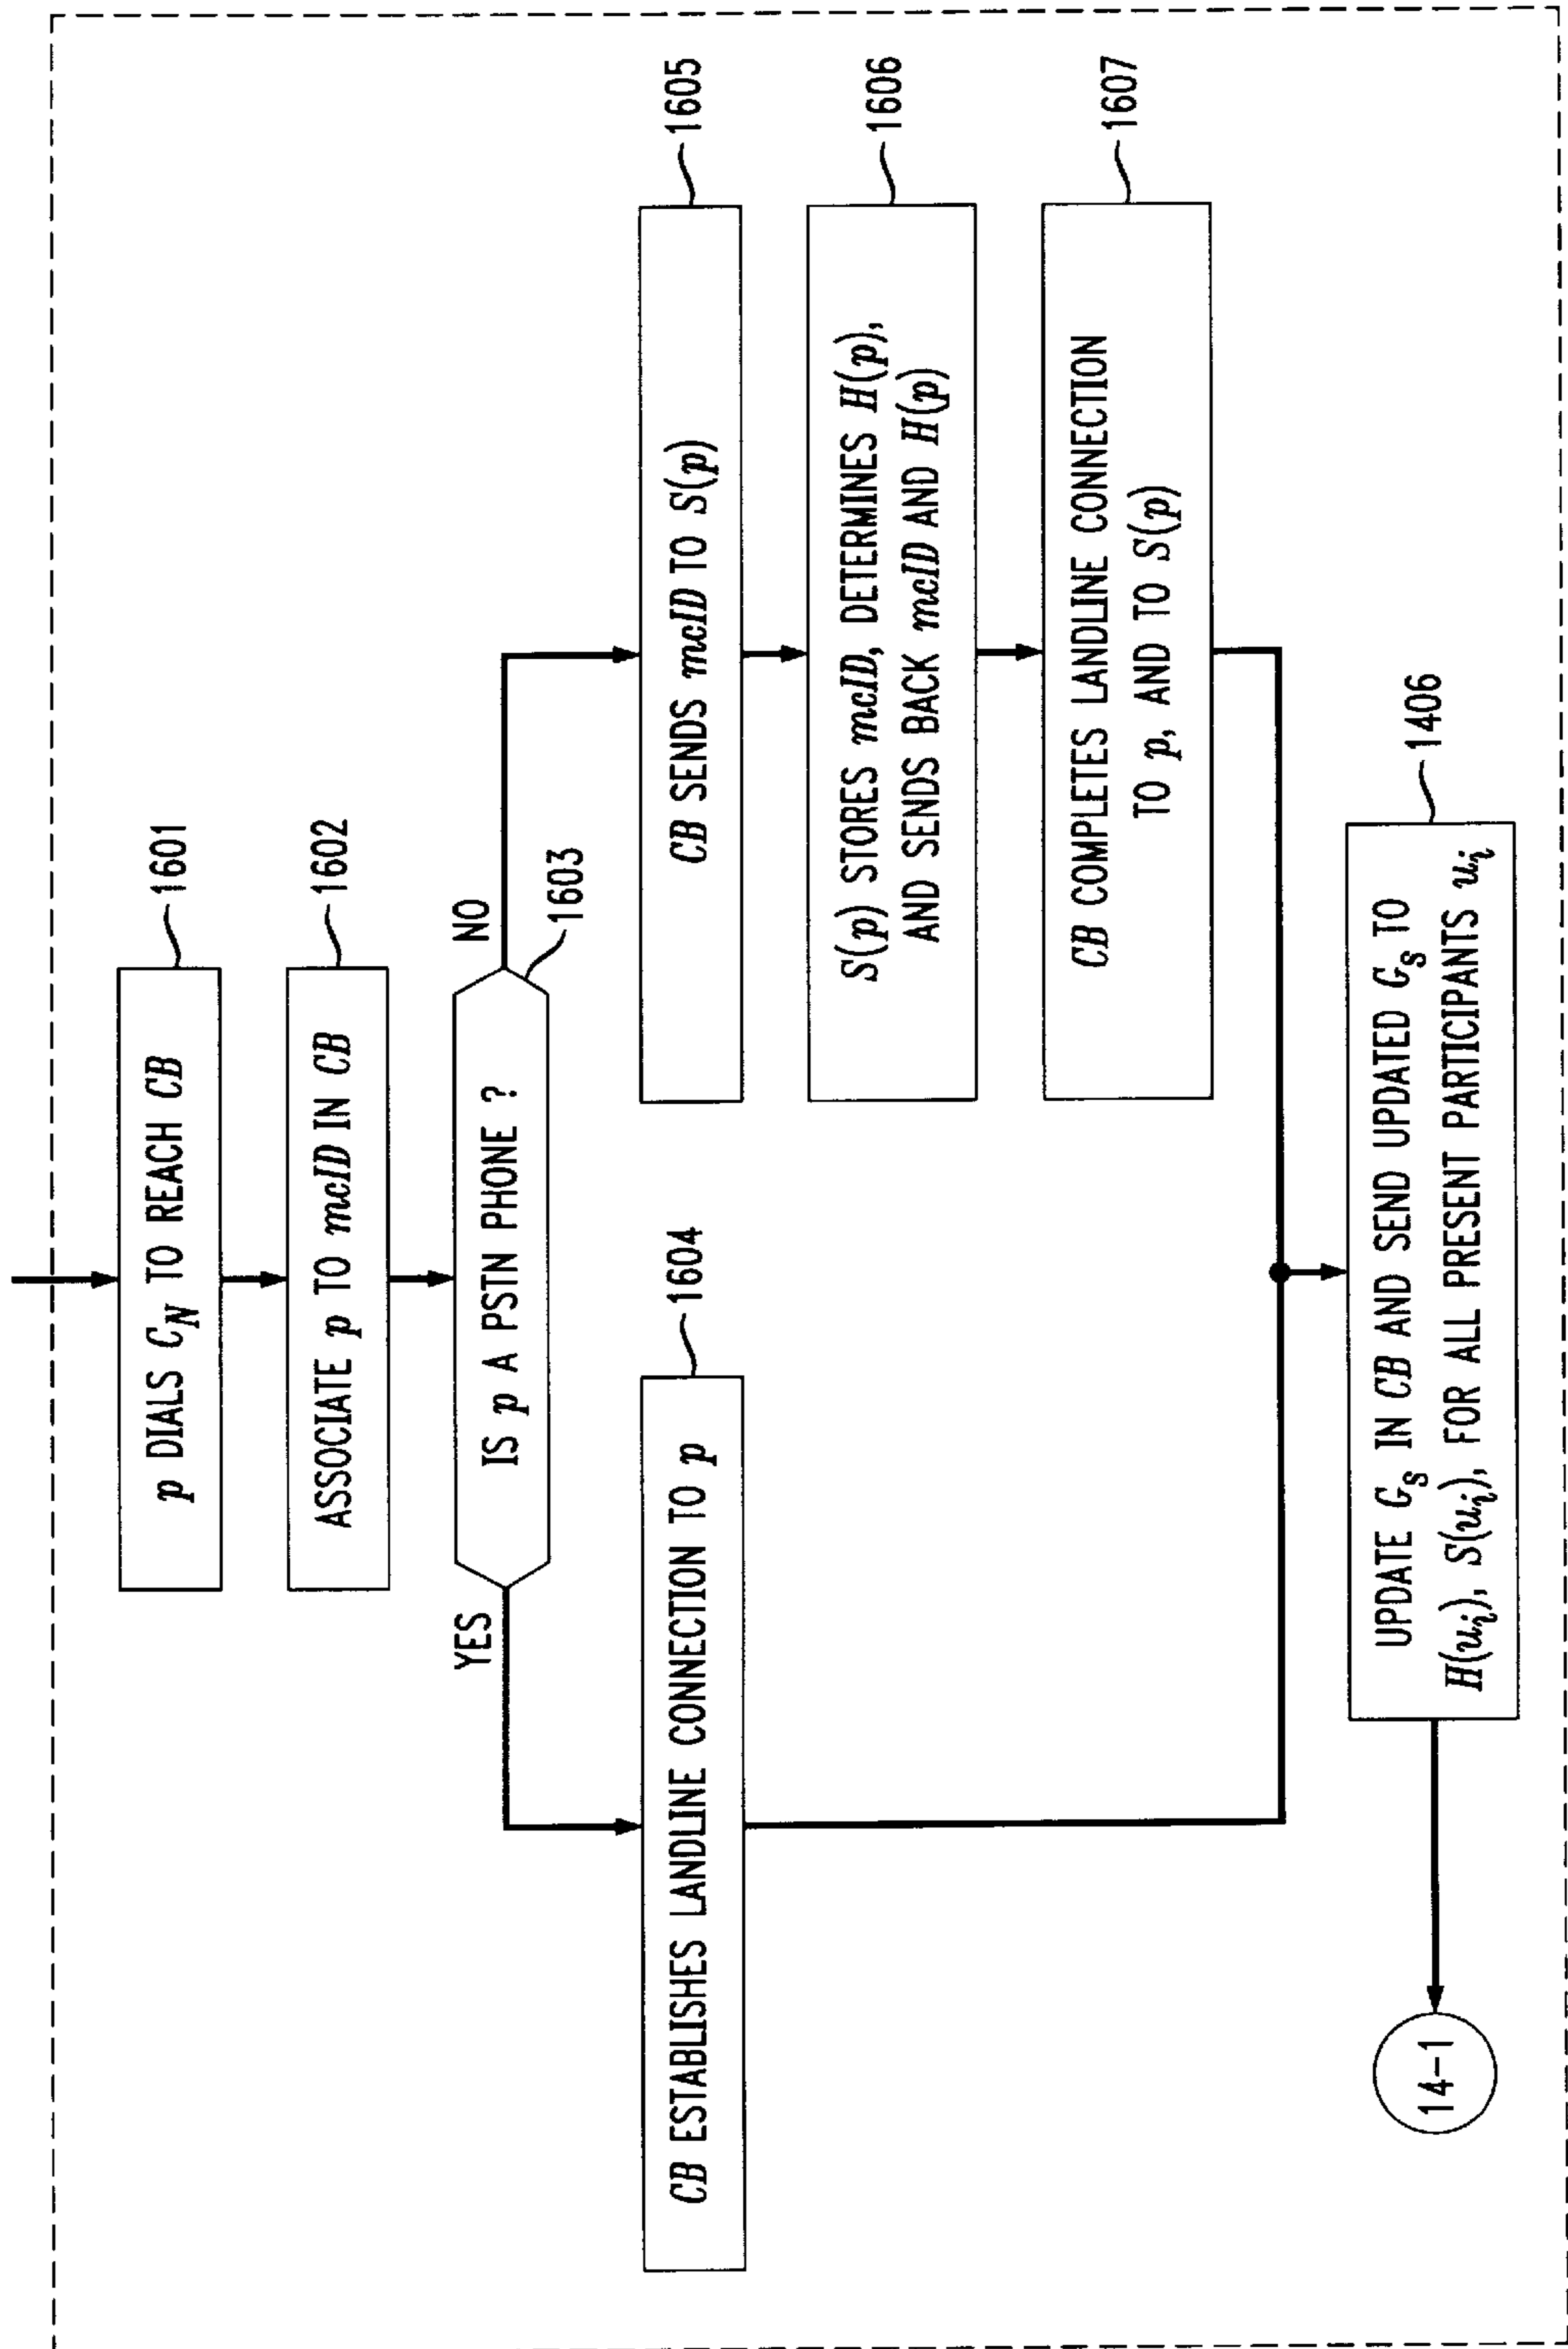 p DIALS C_N TO REACH CB
1601
ASSOCIATE p TO mcID IN CB
1602
IS p A PSTN PHONE ?
1603
YES
NO
CB ESTABLISHES LANDLINE CONNECTION TO p
1604
CB SENDS mcID TO S(p)
1605
S(p) STORES mcID, DETERMINES H(p),
AND SENDS BACK mcID AND H(p)
1606
CB COMPLETES LANDLINE CONNECTION
TO p, AND TO S(p)
1607
UPDATE G_s IN CB AND SEND UPDATED G_s TO
H(u_i), S(u_i), FOR ALL PRESENT PARTICIPANTS u_i
1406
14-1